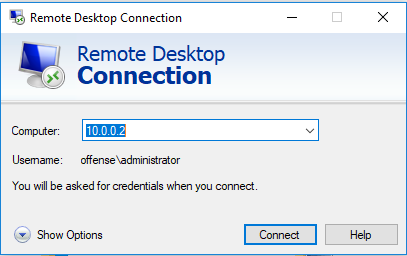 Remote Desktop Connection
Remote Desktop
Connection
Computer: 10.0.0.2
Username: offense\administrator
You will be asked for credentials when you connect.
Show Options Connect Help